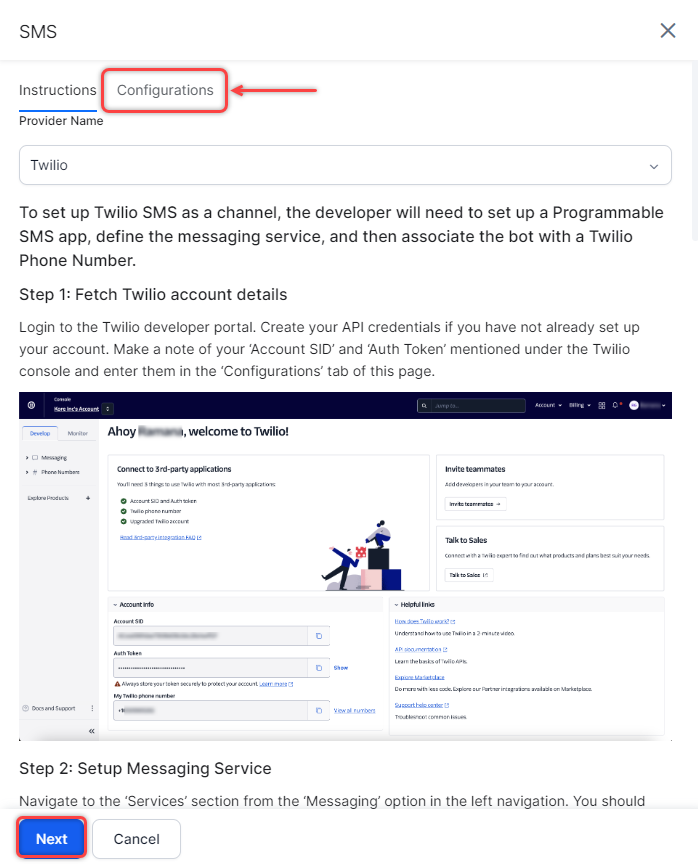 SMS
Instructions
Configurations
Provider Name
Twilio
To set up Twilio SMS as a channel, the developer will need to set up a Programmable
SMS app, define the messaging service, and then associate the bot with a Twilio
Phone Number.
Step 1: Fetch Twilio account details
Login to the Twilio developer portal. Create your API credentials if you have not already set up
your account. Make a note of your ‘Account SID’ and ‘Auth Token’ mentioned under the Twilio
console and enter them in the ‘Configurations’ tab of this page.
Console
Kore Inc's Account
Jump to...
Account
Billing
Develop
Monitor
Messaging
# Phone Numbers
Explore Products +
Docs and Support
Ahoy
, welcome to Twilio!
Connect to 3rd-party applications
You'll need 3 things to use Twilio with most 3rd-party applications:
Account SID and Auth token
Twilio phone number
Upgraded Twilio account
Read 3rd-party integration FAQ
Invite teammates
Add developers in your team to your account.
Invite teammates →
Talk to Sales
Connect with a Twilio expert to find out what products and plans best suit your needs.
Talk to Sales
Account Info
Account SID
Auth Token
Show
Always store your token securely to protect your account. Learn more
My Twilio phone number
View all numbers
Helpful links
How does Twilio work?
Understand how to use Twilio in a 2-minute video.
API documentation
Learn the basics of Twilio APIs.
Explore Marketplace
Do more with less code. Explore our Partner integrations available on Marketplace.
Support help center
Troubleshoot common issues.
Step 2: Setup Messaging Service
Navigate to the ‘Services’ section from the ‘Messaging’ option in the left navigation. You should
Next
Cancel